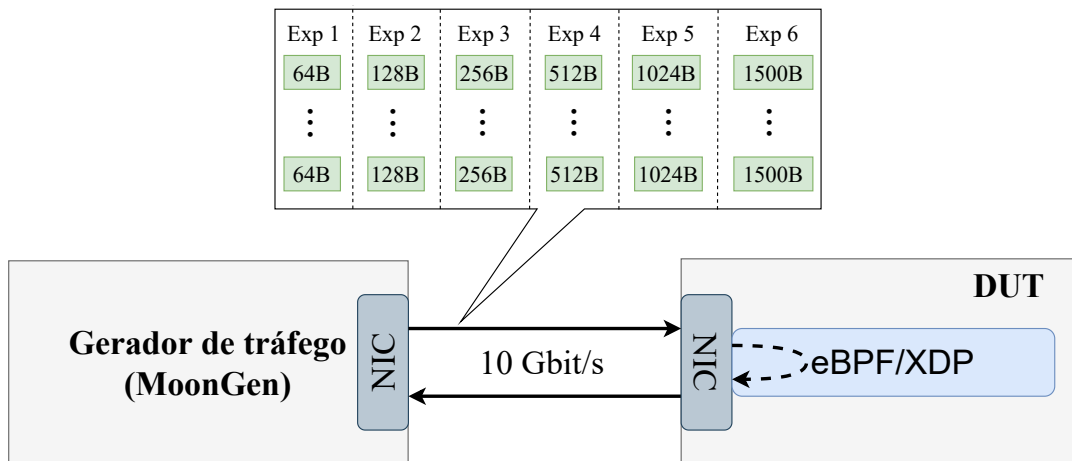 Exp 1 Exp 2 Exp 3 Exp 4 Exp 5 Exp 6
64B 128B 256B 512B 1024B 1500B
64B 128B 256B 512B 1024B 1500B
DUT
Gerador de tráfego
(MoonGen)
NIC
10 Gbit/s
NIC
eBPF/XDP